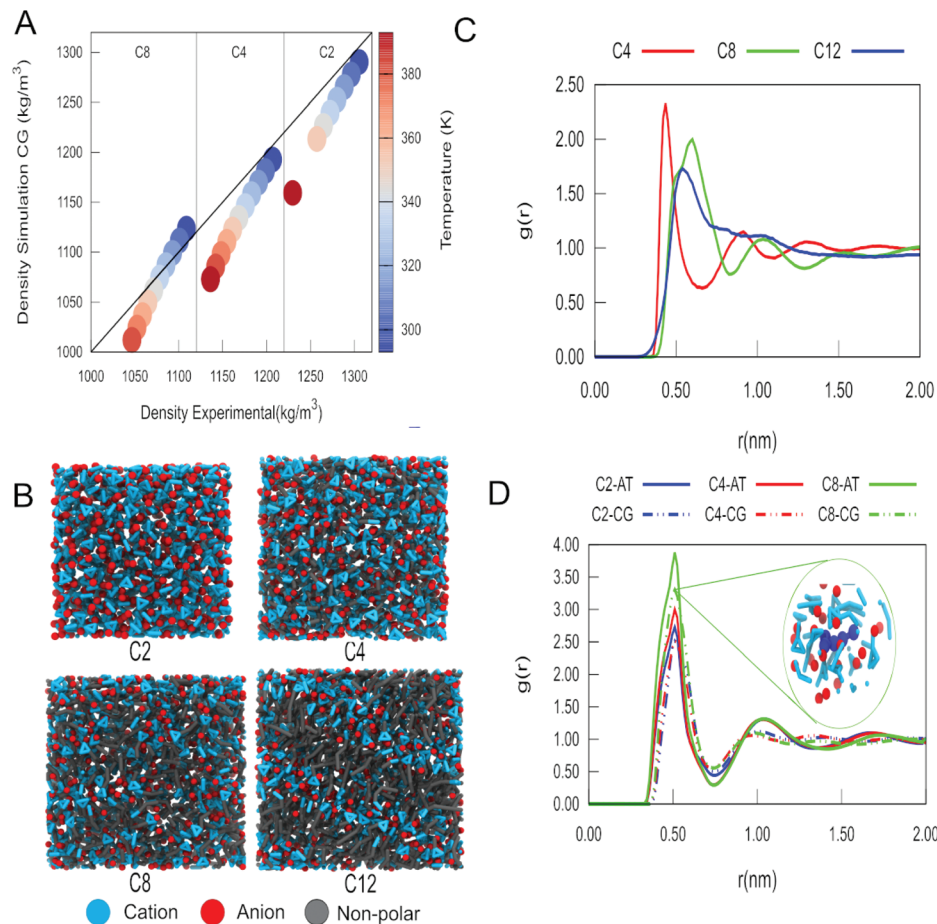 A
C8
C4
C2
1320
1300
1250
1200
1150
1100
1050
1000
1000
1050
1100
1150
1200
1250
1300
Density Simulation CG (kg/m³)
Density Experimental(kg/m³)
380
360
340
320
300
Temperature (K)
C
C4
C8
C12
2.50
2.00
1.50
1.00
0.50
0.00
0.00
0.50
1.00
1.50
2.00
g(r)
r(nm)
B
C2
C4
C8
C12
Cation
Anion
Non-polar
D
C2-AT
C4-AT
C8-AT
C2-CG
C4-CG
C8-CG
4.00
3.50
3.00
2.50
2.00
1.50
1.00
0.50
0.00
0.00
0.50
1.00
1.50
2.00
g(r)
r(nm)